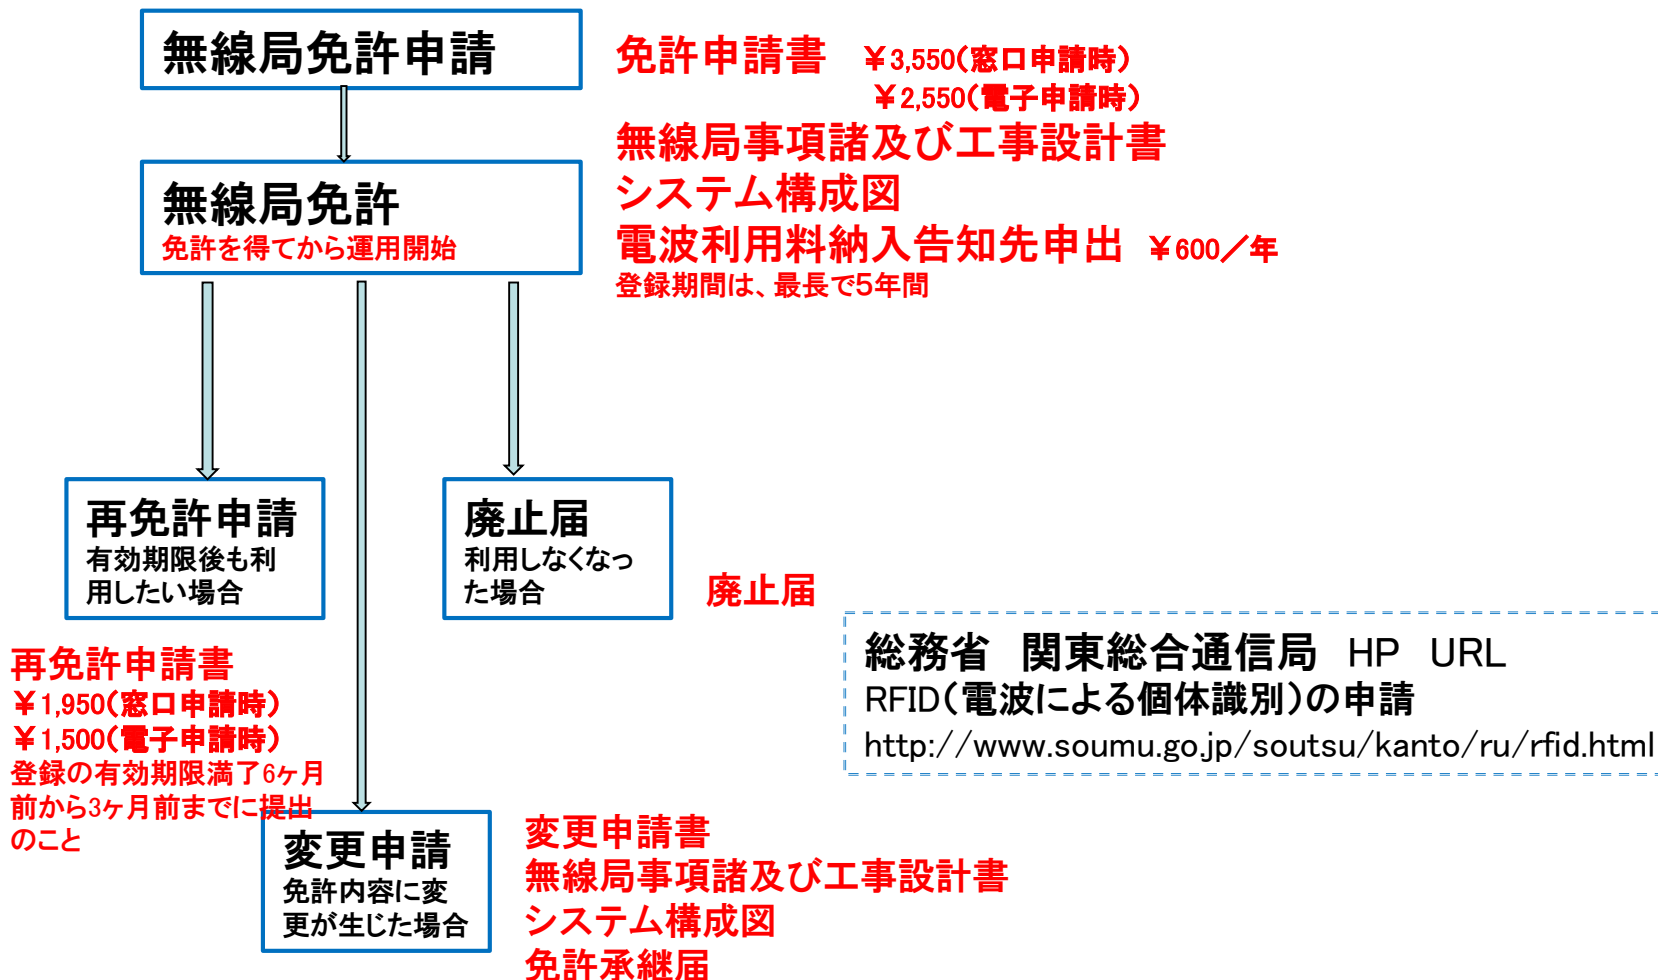 無線局免許申請
免許申請書 ￥3,550(窓口申請時)
￥2,550(電子申請時)
無線局事項諸及び工事設計書
システム構成図
電波利用料納入告知先申出 ￥600／年
登録期間は、最長で5年間
無線局免許
免許を得てから運用開始
再免許申請
有効期限後も利
用したい場合
廃止届
利用しなくなっ
た場合
廃止届
再免許申請書
￥1,950(窓口申請時)
￥1,500(電子申請時)
登録の有効期限満了6ヶ月
前から3ヶ月前までに提出
のこと
総務省　関東総合通信局　HP　URL
RFID(電波による個体識別)の申請
http://www.soumu.go.jp/soutsu/kanto/ru/rfid.html
変更申請
免許内容に変
更が生じた場合
変更申請書
無線局事項諸及び工事設計書
システム構成図
免許承継届